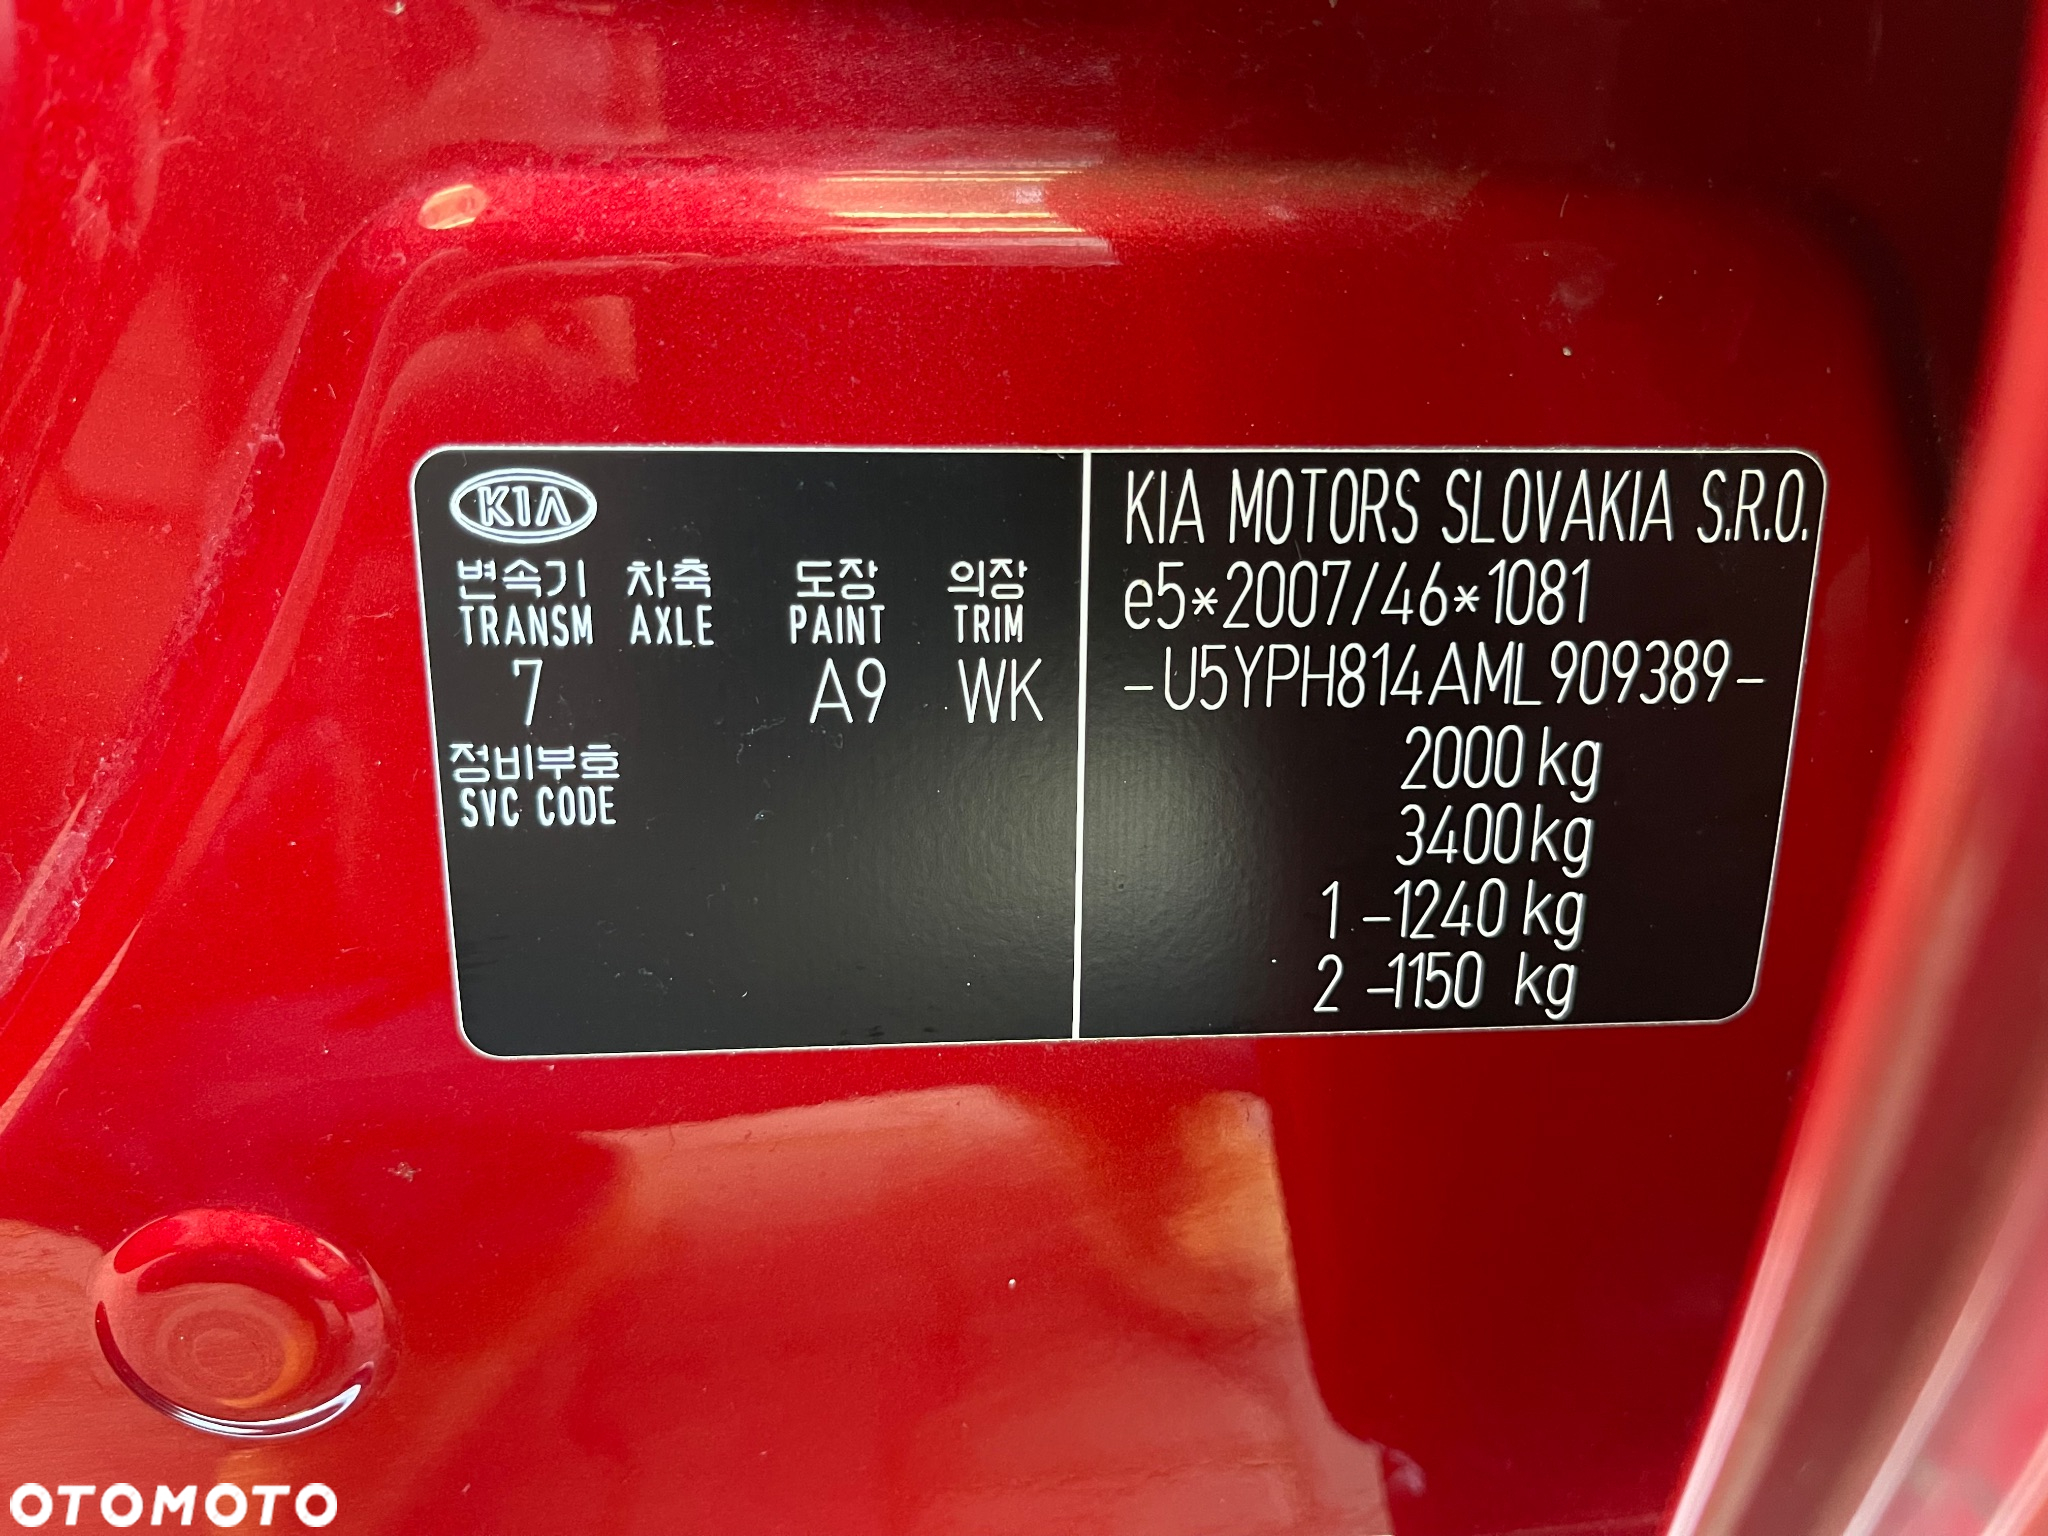 KIA
변속기 차축 도장 의장
TRANSM AXLE PAINT TRIM
7 A9 WK
정비부호
SVC CODE
KIA MOTORS SLOVAKIA S.R.O.
e5*2007/46*1081
-U5YPH814AML909389-
2000 kg
3400 kg
1 -1240 kg
2 -1150 kg
OTOMOTO